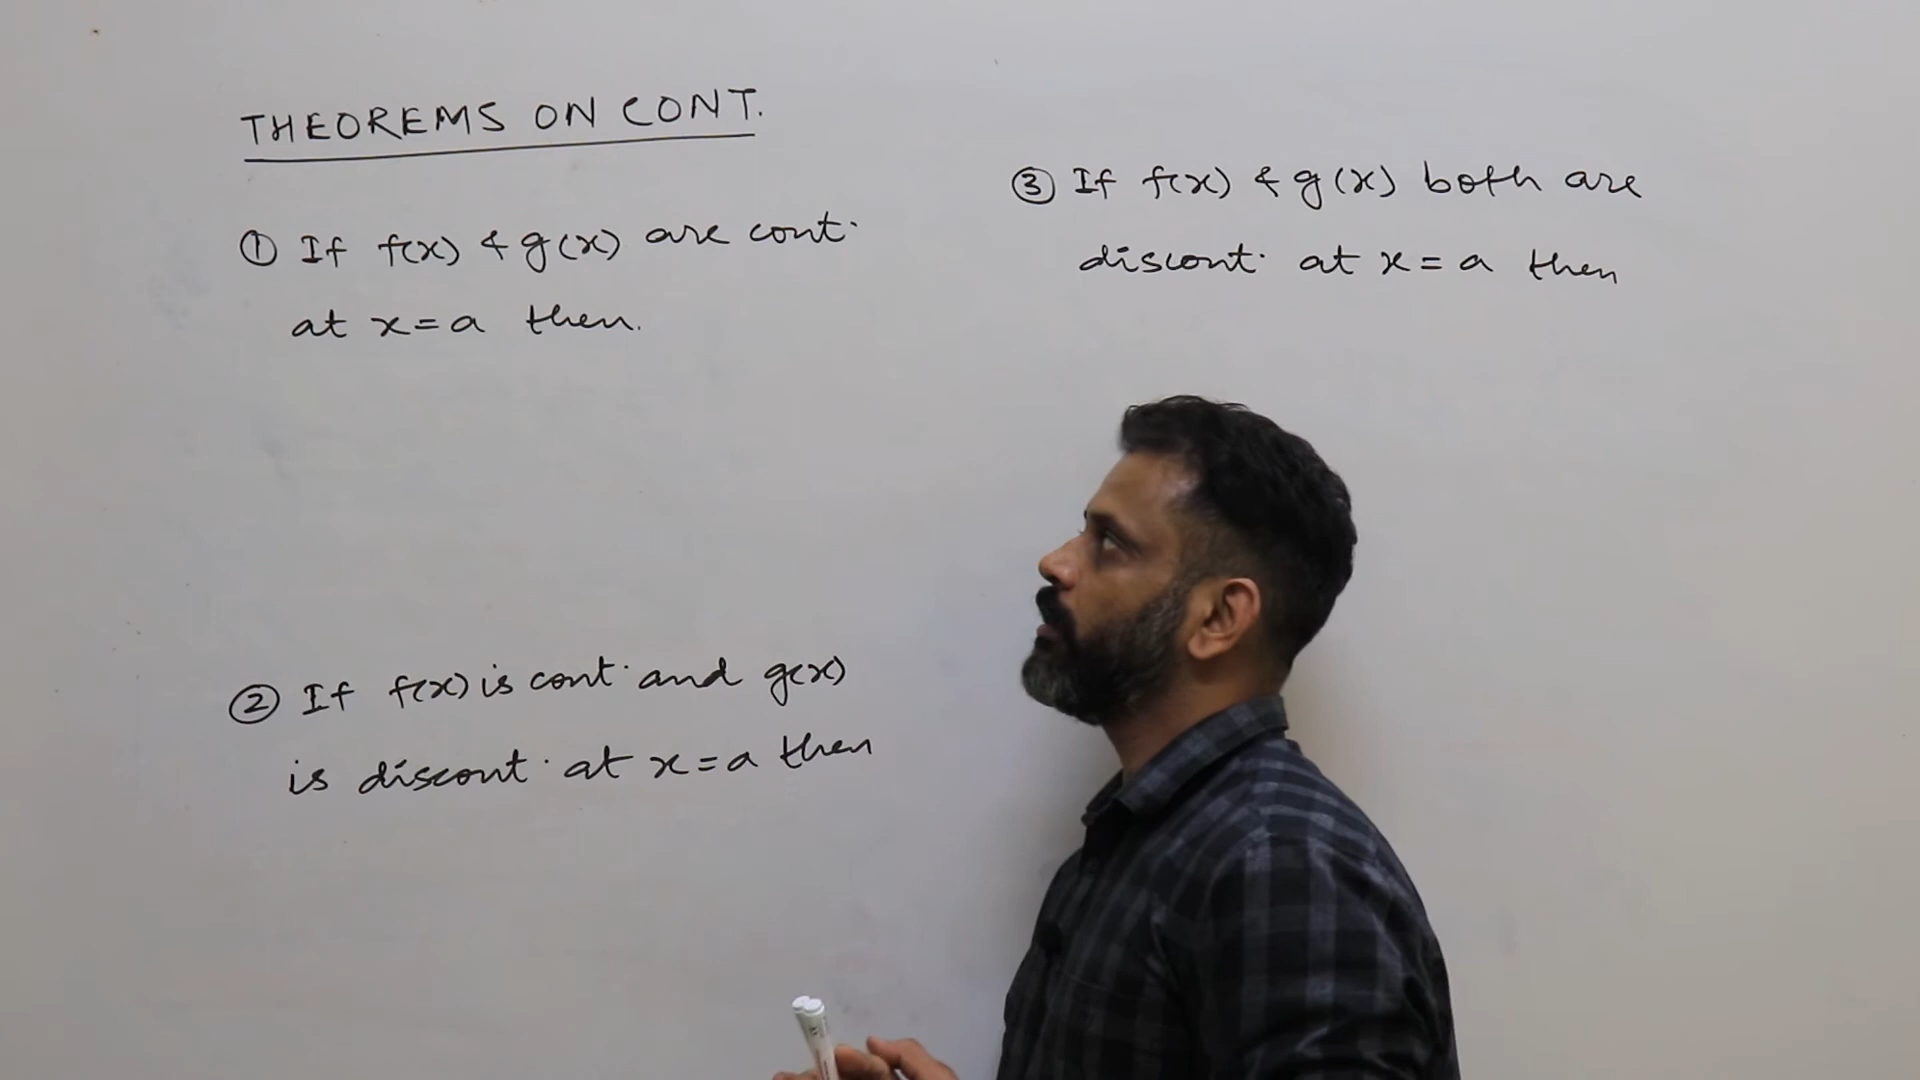 THEOREMS ON CONT.
① If f(x) & g(x) are cont.
at x = a then.
② If f(x) is cont. and g(x)
is discont. at x = a then
③ If f(x) & g(x) both are
discont. at x = a then